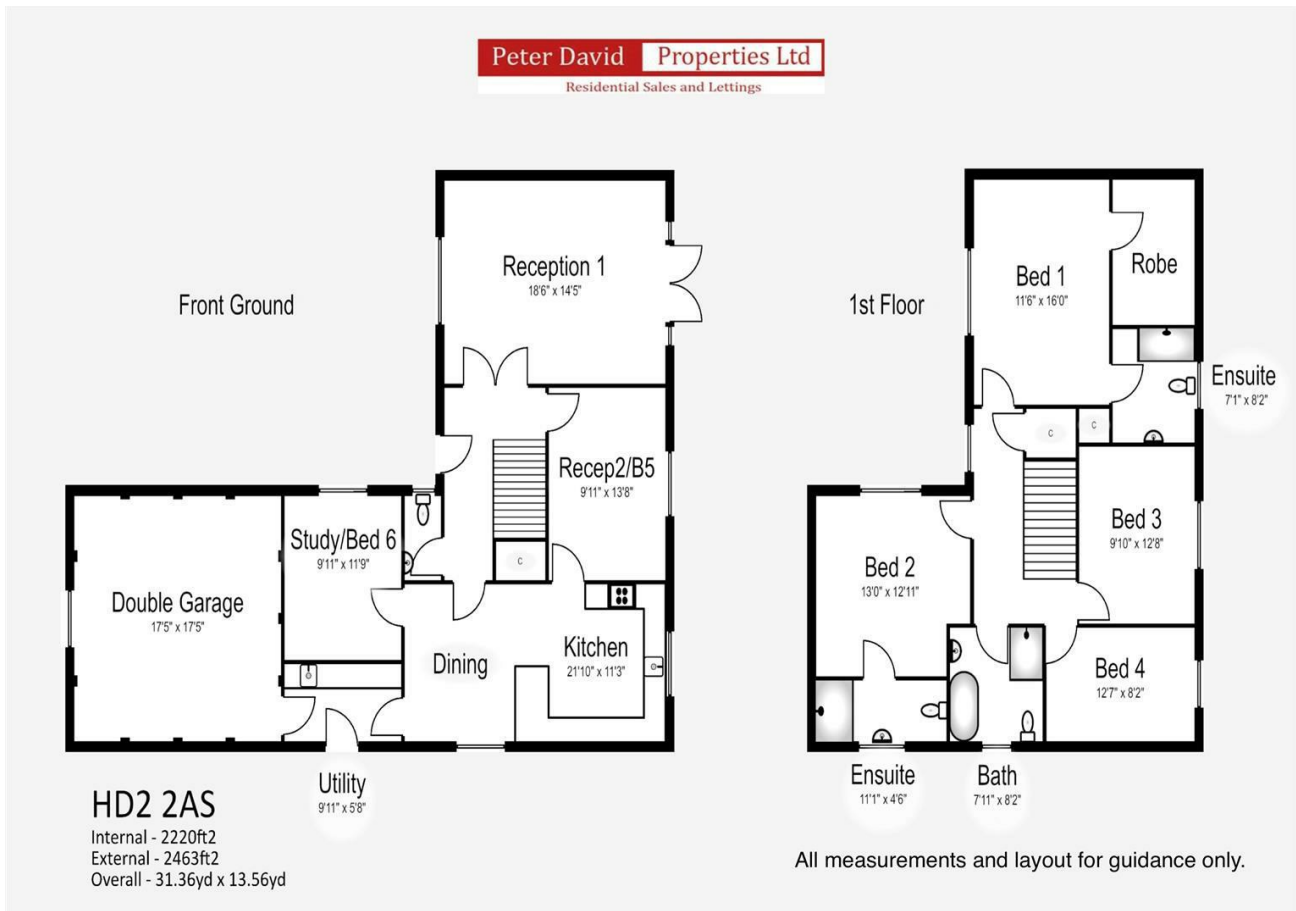 Peter David Properties Ltd
Residential Sales and Lettings
Front Ground
Reception 1
18'6" x 14'5"
Recep2/B5
9'11" x 13'8"
Study/Bed 6
9'11" x 11'9"
C
Double Garage
17'5" x 17'5"
Dining
Kitchen
21'10" x 11'3"
Utility
9'11" x 5'8"
1st Floor
Bed 1
11'6" x 16'0"
Robe
Ensuite
7'1" x 8'2"
C
C
Bed 3
9'10" x 12'8"
Bed 2
13'0" x 12'11"
Bed 4
12'7" x 8'2"
Ensuite
11'1" x 4'6"
Bath
7'11" x 8'2"
HD2 2AS
Internal - 2220ft2
External - 2463ft2
Overall - 31.36yd x 13.56yd
All measurements and layout for guidance only.